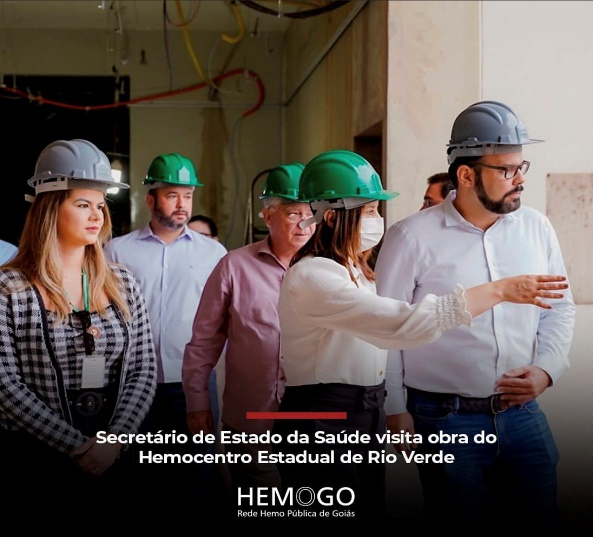 Secretário de Estado da Saúde visita obra do
Hemocentro Estadual de Rio Verde
HEMOGO
Rede Hemo Pública de Goiás